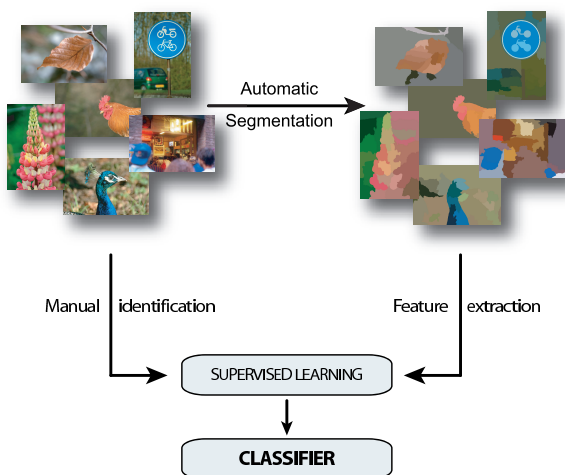 Automatic
Segmentation
Manual identification
Feature extraction
SUPERVISED LEARNING
CLASSIFIER